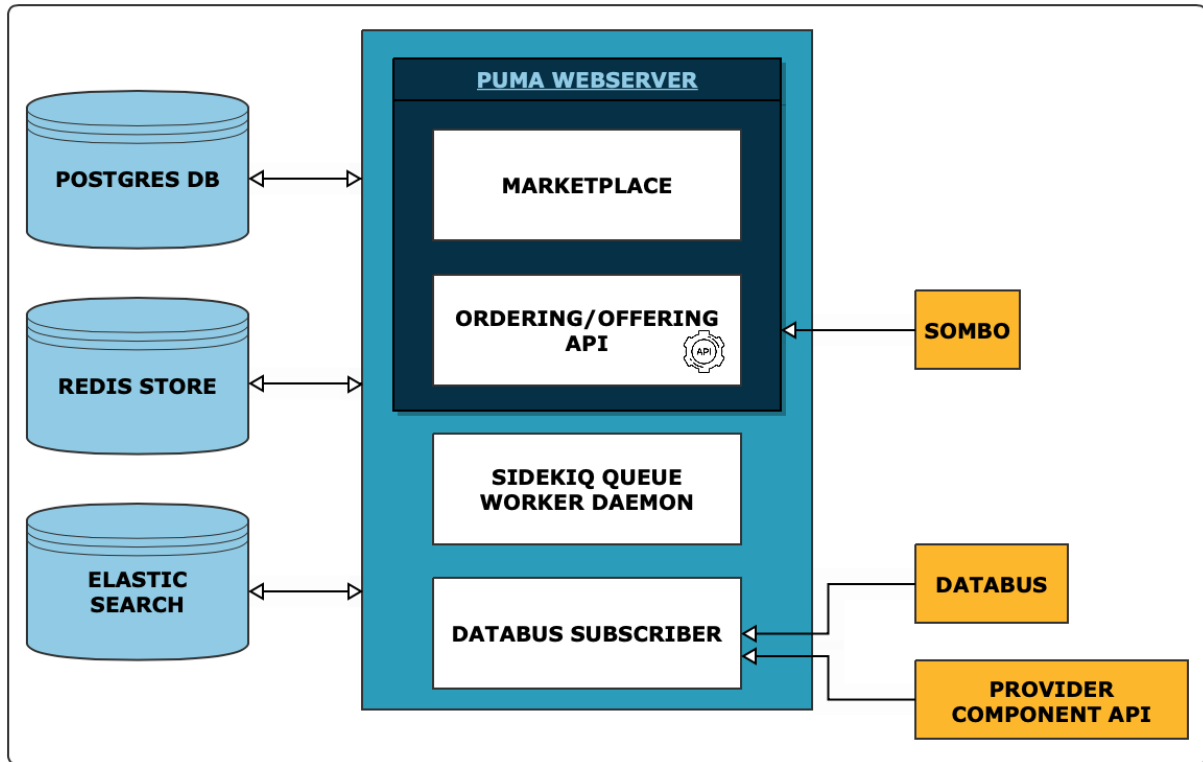 PUMA WEBSERVER
POSTGRES DB
MARKETPLACE
ORDERING/OFFERING
API
API
SOMBO
REDIS STORE
SIDEKIQ QUEUE
WORKER DAEMON
ELASTIC
SEARCH
DATABUS SUBSCRIBER
DATABUS
PROVIDER
COMPONENT API